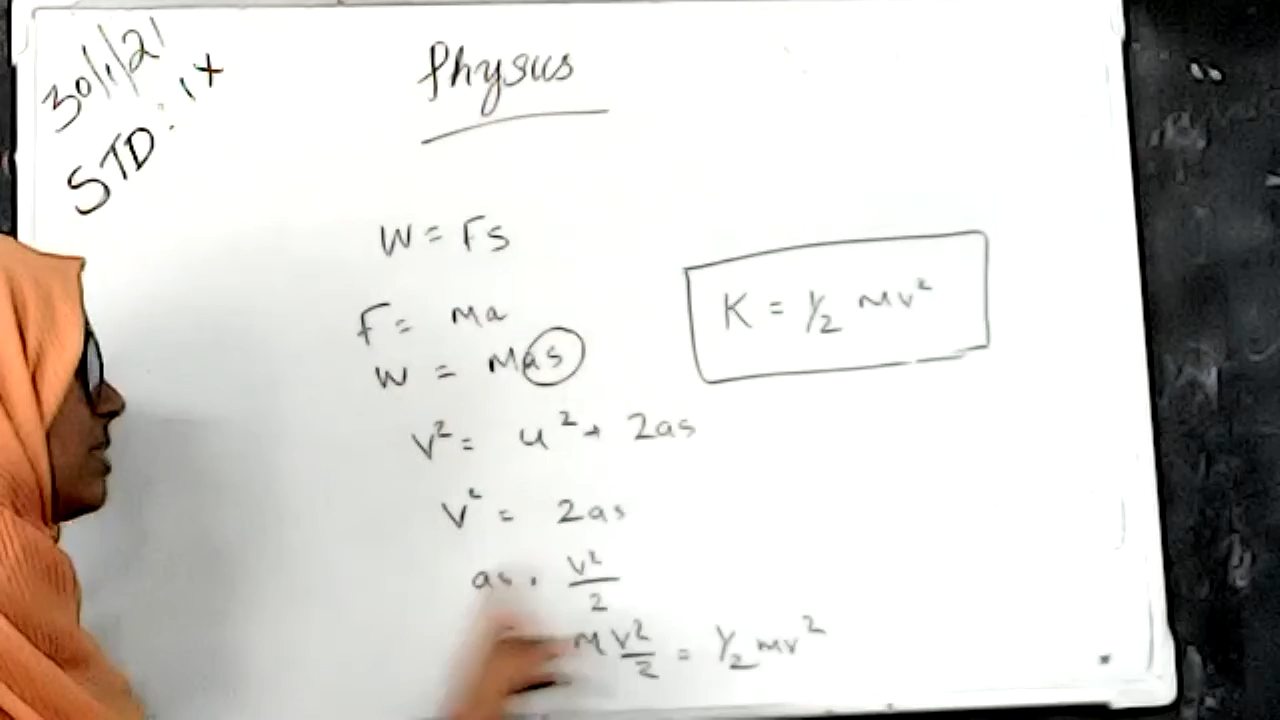 30/1/21
STD: IX
Physics
W = Fs
F = Ma
W = Mas
K = 1/2 Mv²
V² = u² + 2as
V² = 2as
as = V²/2
= M V²/2 = 1/2 mv²